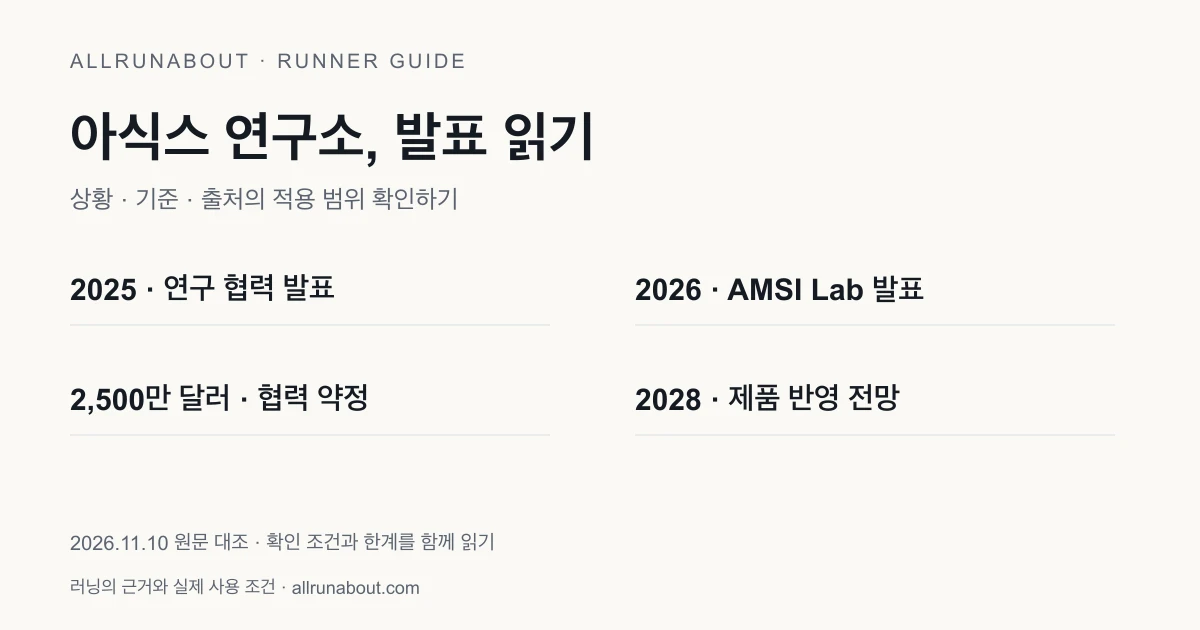 ALLRUNABOUT · RUNNER GUIDE
아식스 연구소, 발표 읽기
상황 · 기준 · 출처의 적용 범위 확인하기
2025 · 연구 협력 발표
2026 · AMSI Lab 발표
2,500만 달러 · 협력 약정
2028 · 제품 반영 전망
2026.11.10 원문 대조 · 확인 조건과 한계를 함께 읽기
러닝의 근거와 실제 사용 조건 · allrunabout.com